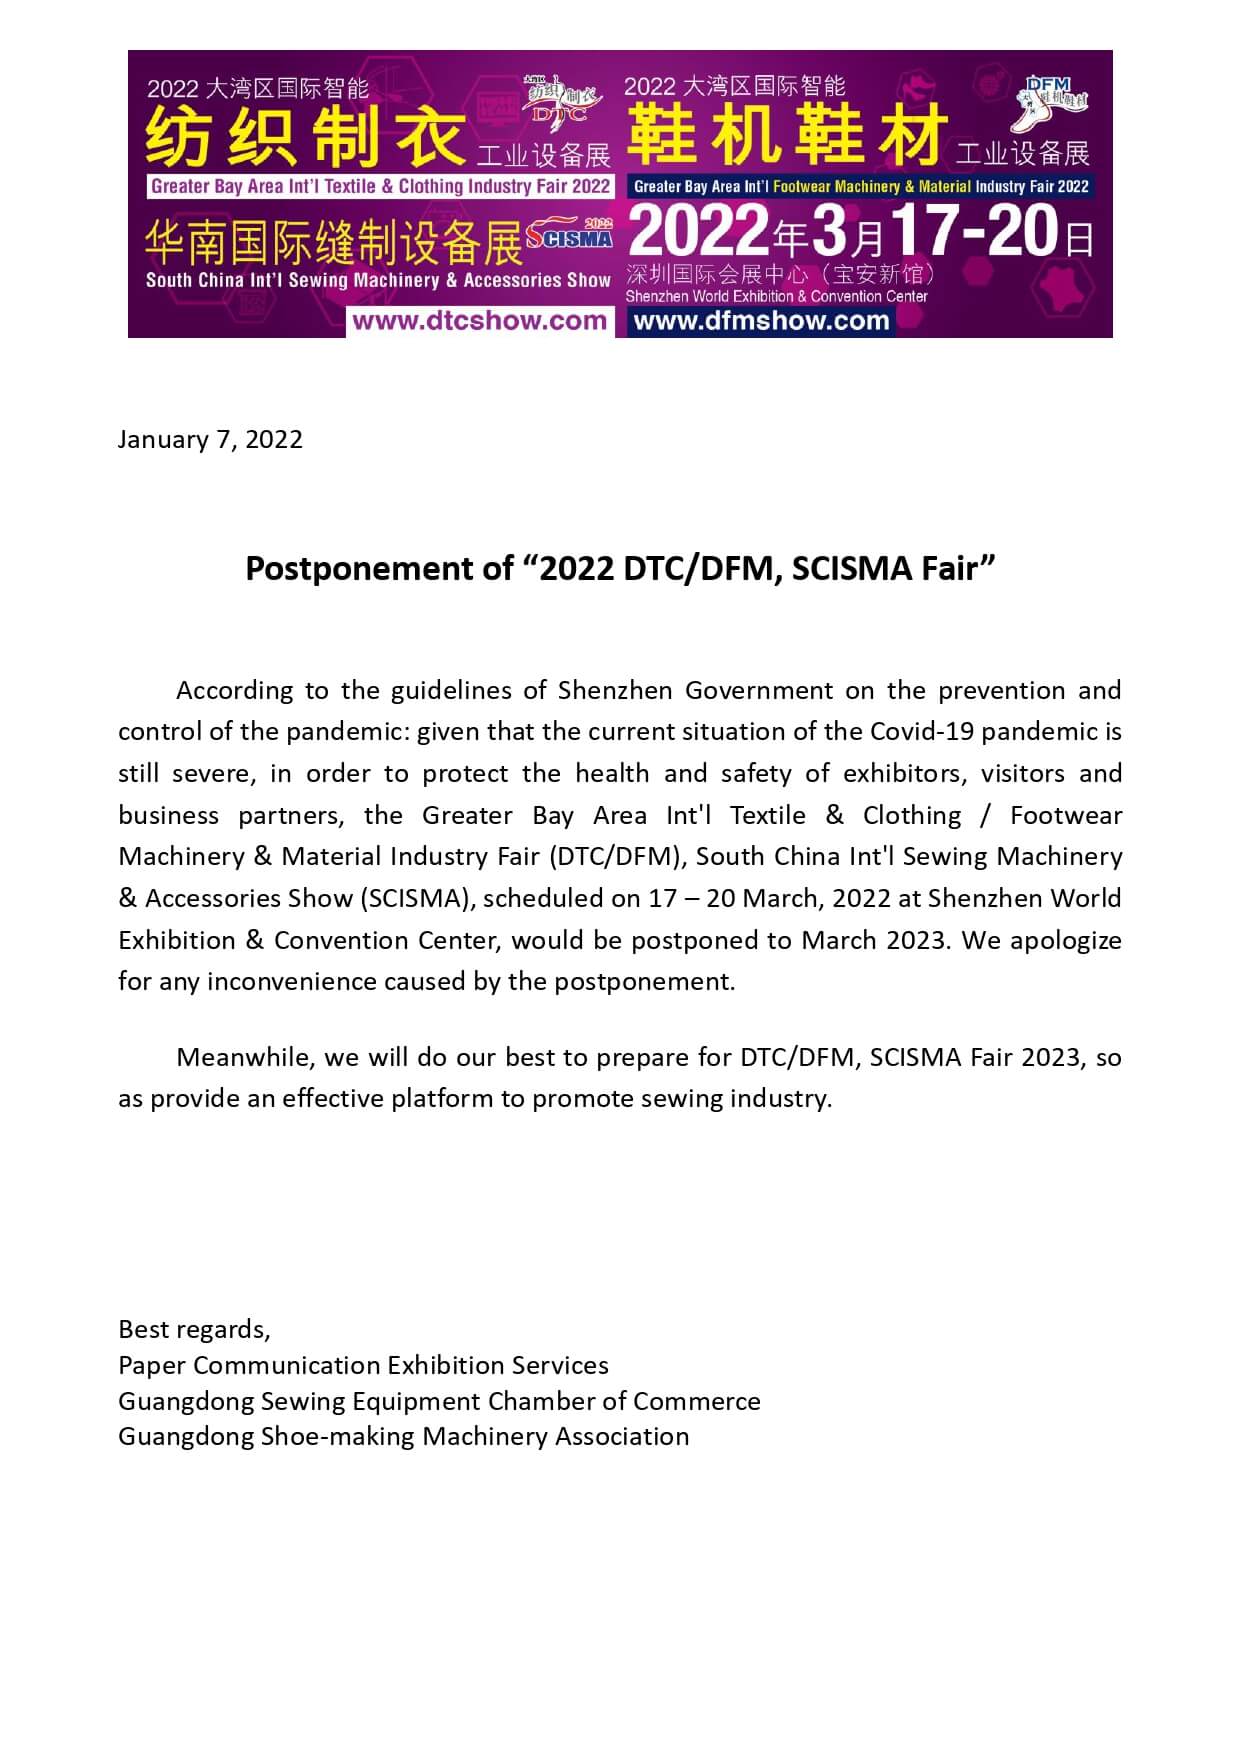 2022 大湾区国际智能
纺织制衣 工业设备展
大湾区
纺织制衣
DTC
Greater Bay Area Int'l Textile & Clothing Industry Fair 2022
华南国际缝制设备展
2022
SCISMA
South China Int'l Sewing Machinery & Accessories Show
www.dtcshow.com
2022 大湾区国际智能
鞋机鞋材 工业设备展
DFM
鞋机鞋材
Greater Bay Area Int'l Footwear Machinery & Material Industry Fair 2022
2022年3月17-20日
深圳国际会展中心（宝安新馆）
Shenzhen World Exhibition & Convention Center
www.dfmshow.com
January 7, 2022
Postponement of “2022 DTC/DFM, SCISMA Fair”
According to the guidelines of Shenzhen Government on the prevention and
control of the pandemic: given that the current situation of the Covid-19 pandemic is
still severe, in order to protect the health and safety of exhibitors, visitors and
business partners, the Greater Bay Area Int'l Textile & Clothing / Footwear
Machinery & Material Industry Fair (DTC/DFM), South China Int'l Sewing Machinery
& Accessories Show (SCISMA), scheduled on 17 – 20 March, 2022 at Shenzhen World
Exhibition & Convention Center, would be postponed to March 2023. We apologize
for any inconvenience caused by the postponement.
Meanwhile, we will do our best to prepare for DTC/DFM, SCISMA Fair 2023, so
as provide an effective platform to promote sewing industry.
Best regards,
Paper Communication Exhibition Services
Guangdong Sewing Equipment Chamber of Commerce
Guangdong Shoe-making Machinery Association